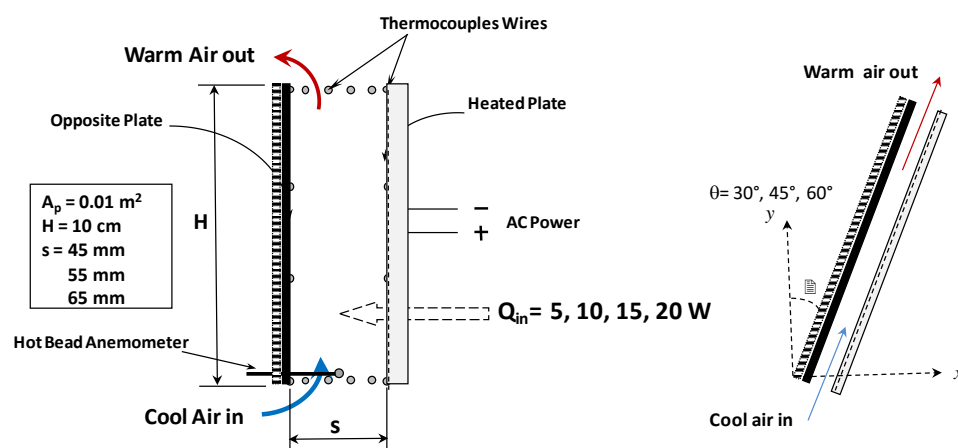 Thermocouples Wires
Warm Air out
Heated Plate
Opposite Plate
A_p = 0.01 m²
H = 10 cm
s = 45 mm
55 mm
65 mm
H
−
+
AC Power
Q_in = 5, 10, 15, 20 W
Hot Bead Anemometer
Cool Air in
s
Warm air out
θ= 30°, 45°, 60°
y
x
Cool air in